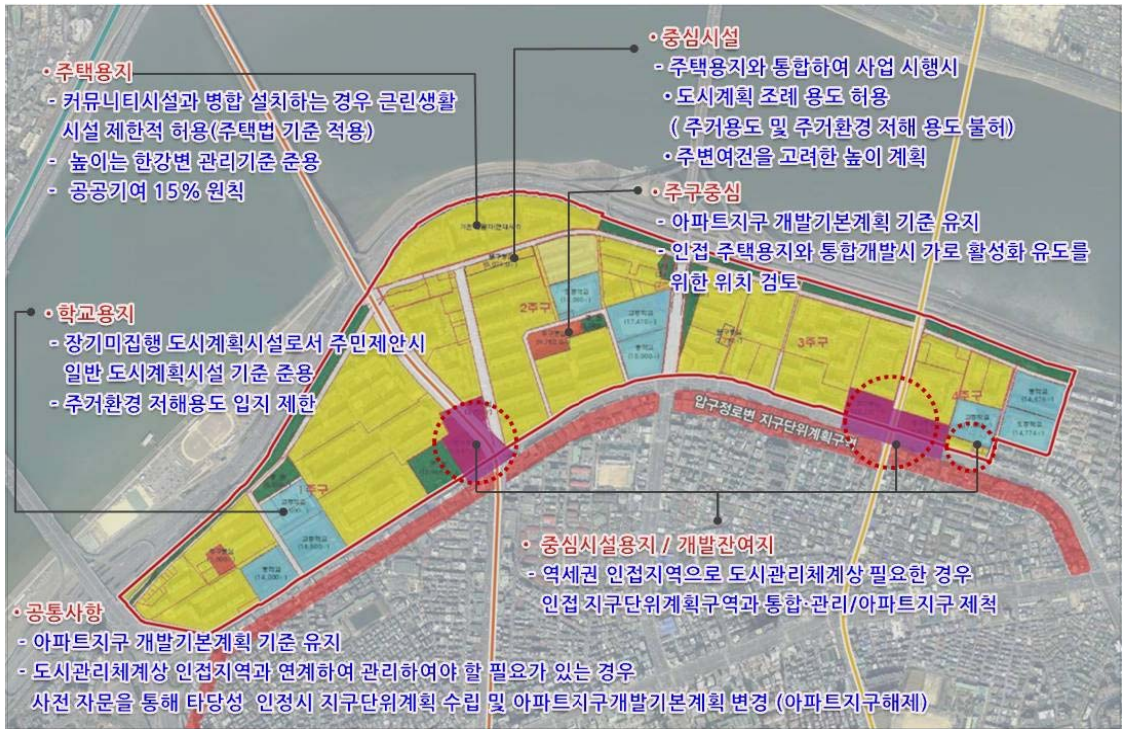 • 주택용지
- 커뮤니티시설과 병합 설치하는 경우 근린생활
시설 제한적 허용(주택법 기준 적용)
- 높이는 한강변 관리기준 준용
- 공공기여 15% 원칙
• 중심시설
- 주택용지와 통합하여 사업 시행시
• 도시계획 조례 용도 허용
( 주거용도 및 주거환경 저해 용도 불허)
• 주변여건을 고려한 높이 계획
• 주구중심
- 아파트지구 개발기본계획 기준 유지
- 인접 주택용지와 통합개발시 가로 활성화 유도를
위한 위치 검토
• 학교용지
- 장기미집행 도시계획시설로서 주민제안시
일반 도시계획시설 기준 준용
- 주거환경 저해용도 입지 제한
2주구
3주구
4주구
1주구
고등학교
중학교
압구정로변 지구단위계획구역
• 중심시설용지 / 개발잔여지
- 역세권 인접지역으로 도시관리체계상 필요한 경우
인접 지구단위계획구역과 통합·관리/아파트지구 제척
• 공통사항
- 아파트지구 개발기본계획 기준 유지
- 도시관리체계상 인접지역과 연계하여 관리하여야 할 필요가 있는 경우
사전 자문을 통해 타당성 인정시 지구단위계획 수립 및 아파트지구개발기본계획 변경 (아파트지구해제)